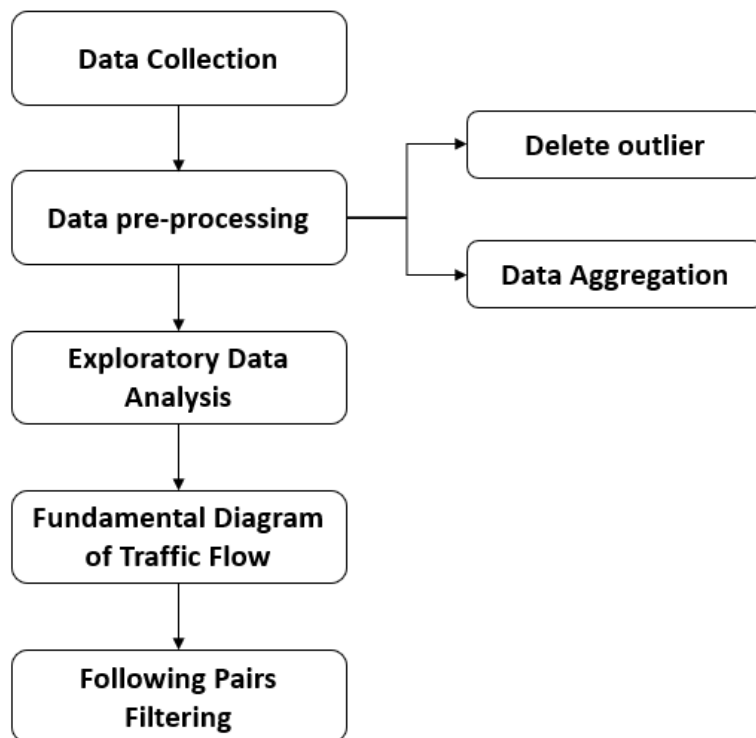 Data Collection
Delete outlier
Data pre-processing
Data Aggregation
Exploratory Data
Analysis
Fundamental Diagram
of Traffic Flow
Following Pairs
Filtering